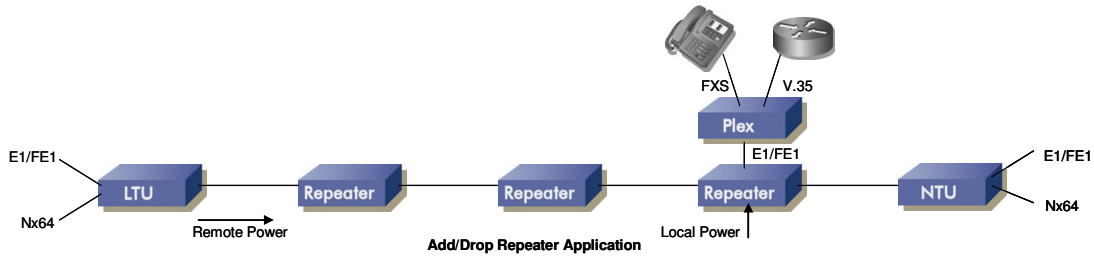 FXS
V.35
Plex
E1/FE1
E1/FE1
E1/FE1
LTU
Repeater
Repeater
Repeater
NTU
Nx64
Nx64
Remote Power
Local Power
Add/Drop Repeater Application